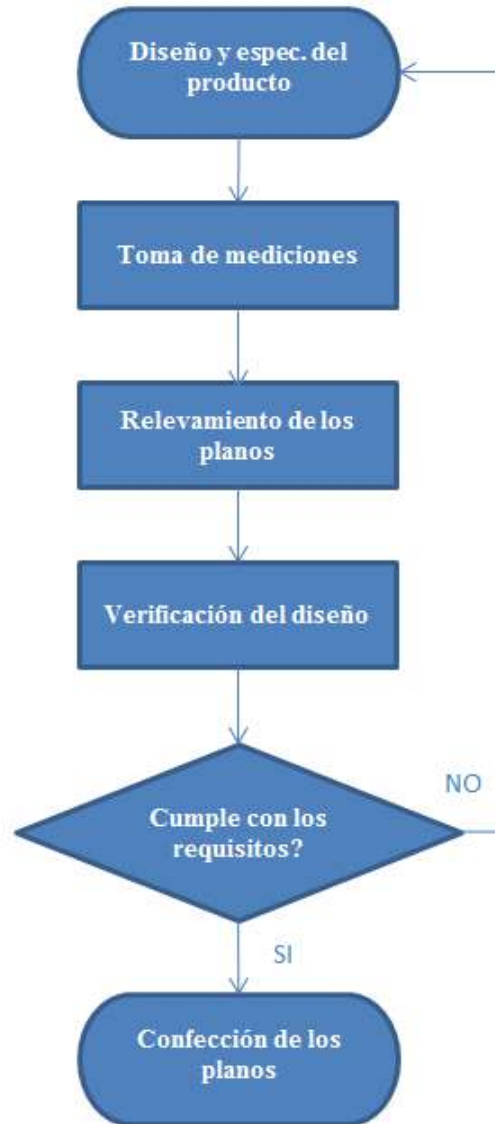 Diseño y espec. del
producto
Toma de mediciones
Relevamiento de los
planos
Verificación del diseño
Cumple con los
requisitos?
NO
SI
Confección de los
planos